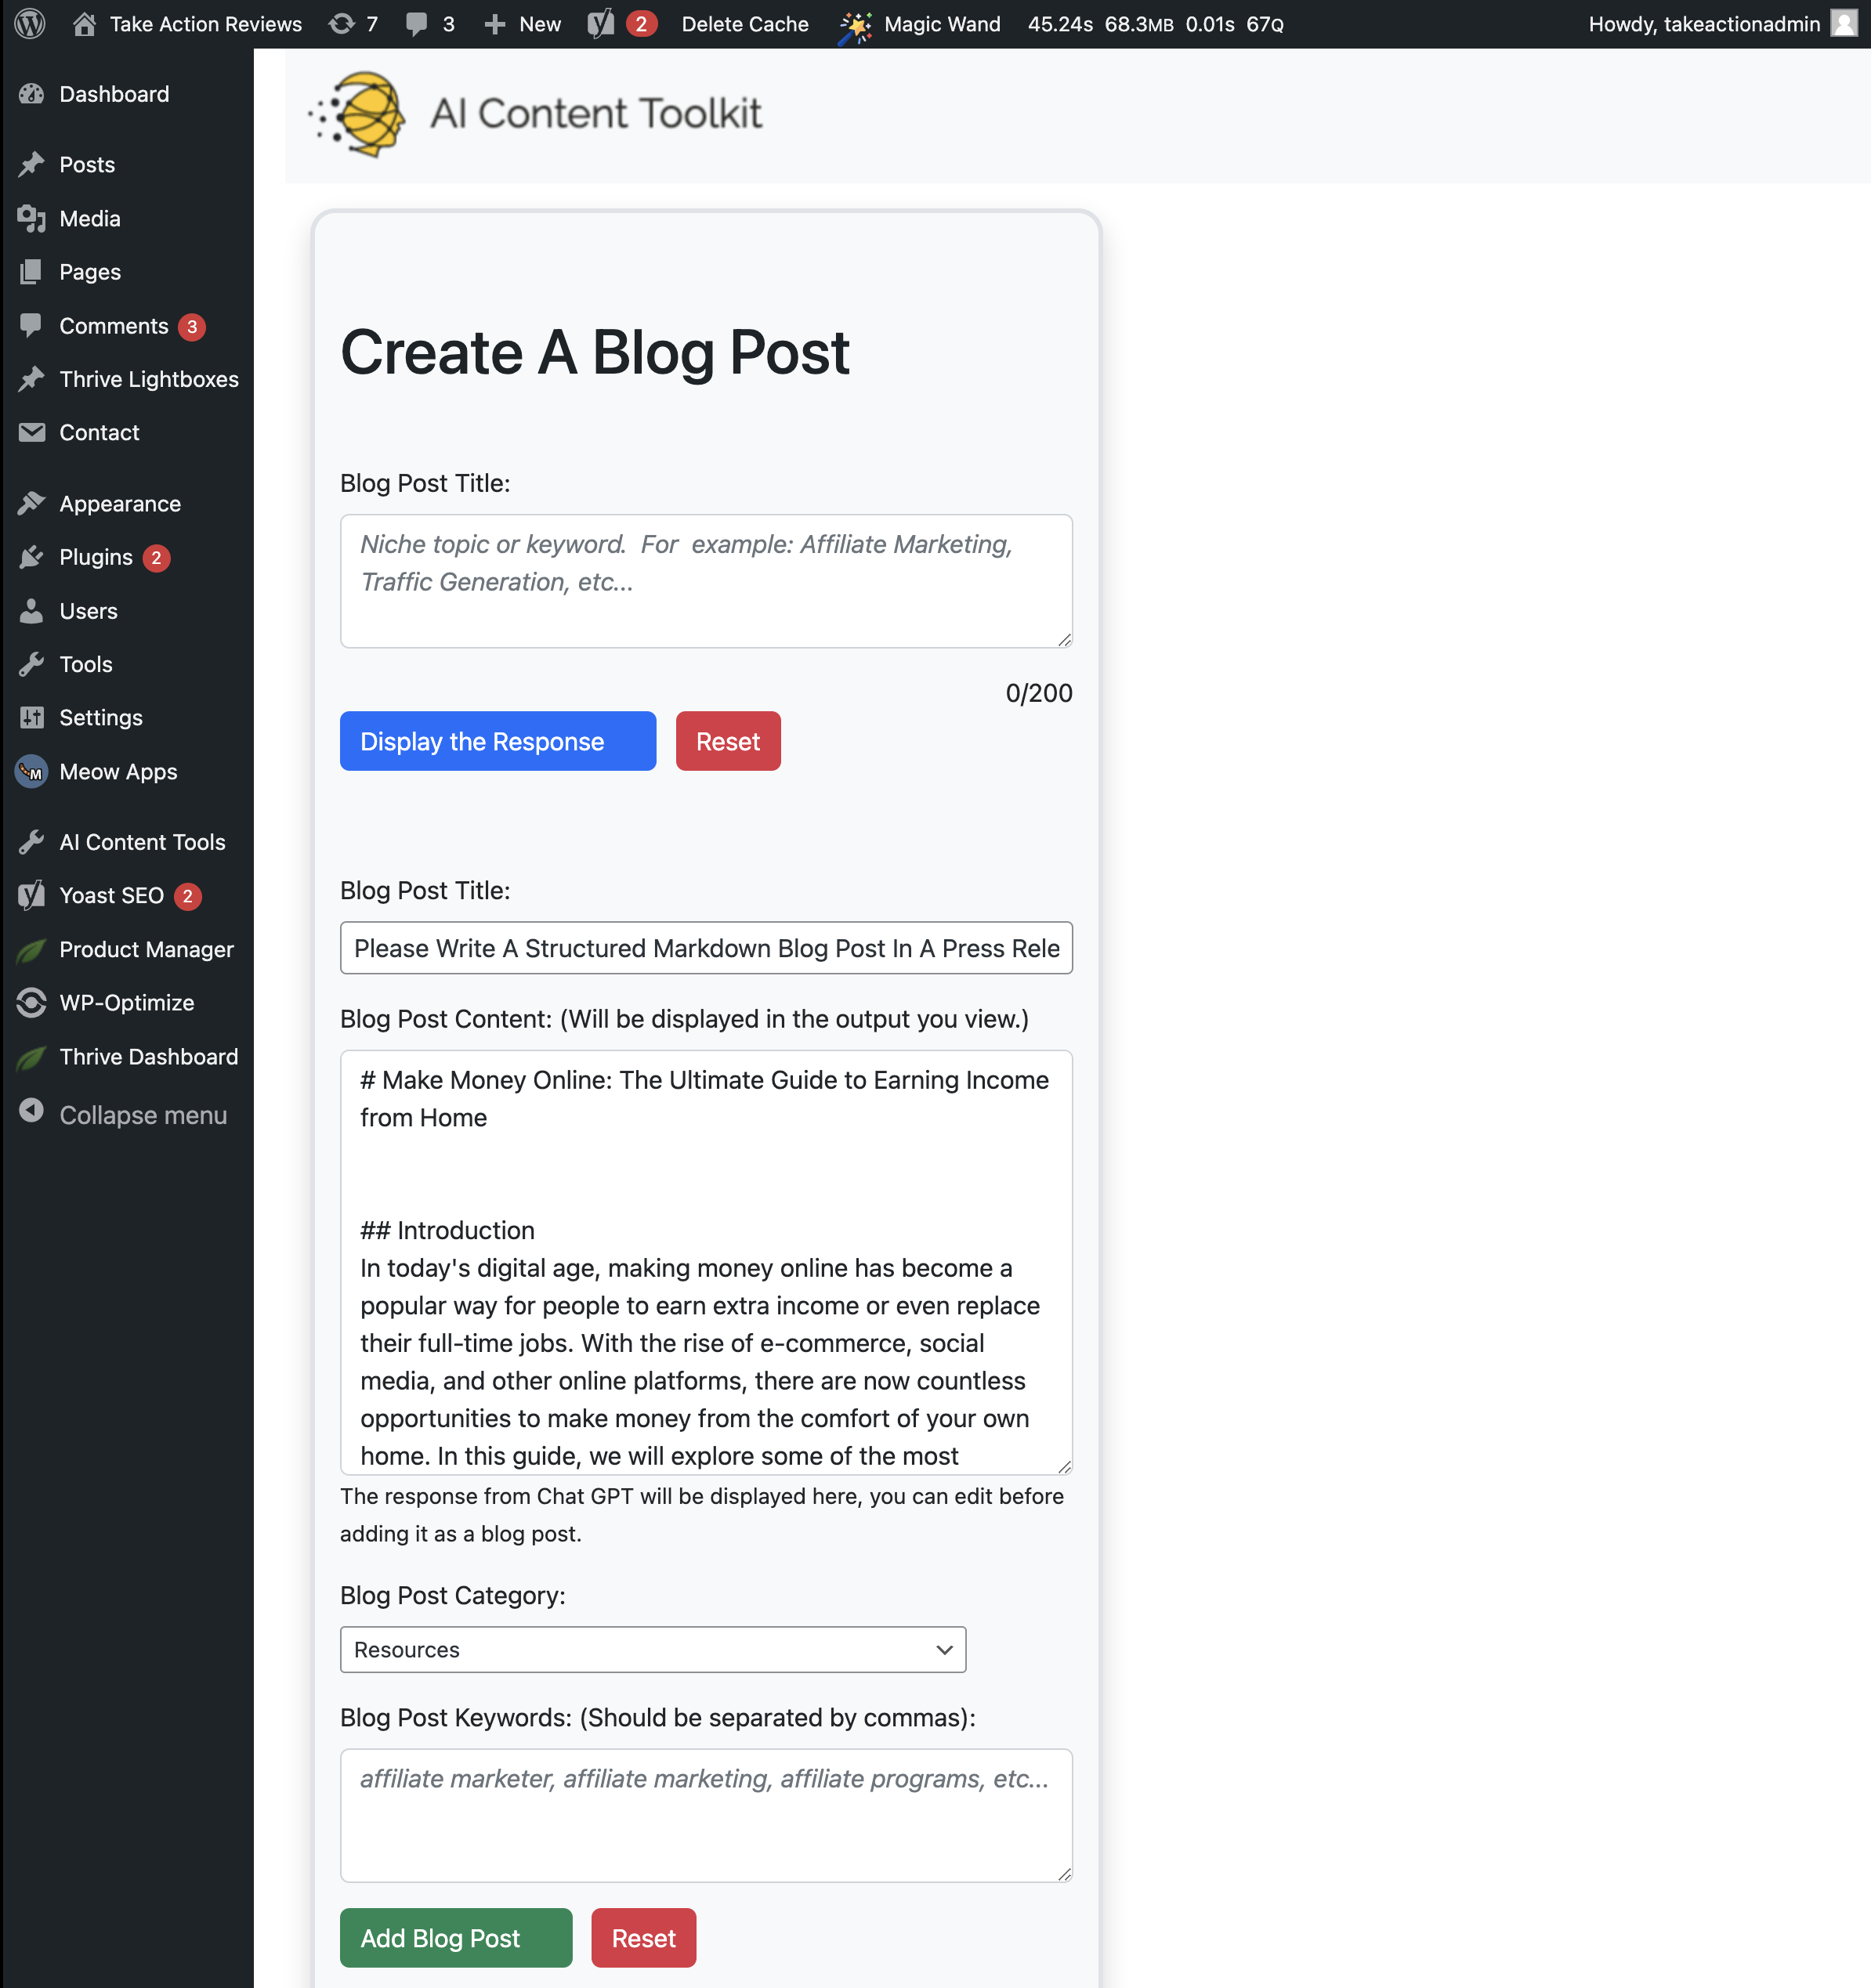 Take Action Reviews 7 3 New 2 Delete Cache Magic Wand 45.24s 68.3MB 0.01s 67Q Howdy, takeactionadmin
Dashboard
Posts
Media
Pages
Comments 3
Thrive Lightboxes
Contact
Appearance
Plugins 2
Users
Tools
Settings
M Meow Apps
AI Content Tools
Yoast SEO 2
Product Manager
WP-Optimize
Thrive Dashboard
Collapse menu
AI Content Toolkit
Create A Blog Post
Blog Post Title:
Niche topic or keyword. For example: Affiliate Marketing,
Traffic Generation, etc...
0/200
Display the Response Reset
Blog Post Title:
Please Write A Structured Markdown Blog Post In A Press Rele
Blog Post Content: (Will be displayed in the output you view.)
# Make Money Online: The Ultimate Guide to Earning Income
from Home
## Introduction
In today's digital age, making money online has become a
popular way for people to earn extra income or even replace
their full-time jobs. With the rise of e-commerce, social
media, and other online platforms, there are now countless
opportunities to make money from the comfort of your own
home. In this guide, we will explore some of the most
The response from Chat GPT will be displayed here, you can edit before
adding it as a blog post.
Blog Post Category:
Resources
Blog Post Keywords: (Should be separated by commas):
affiliate marketer, affiliate marketing, affiliate programs, etc...
Add Blog Post Reset